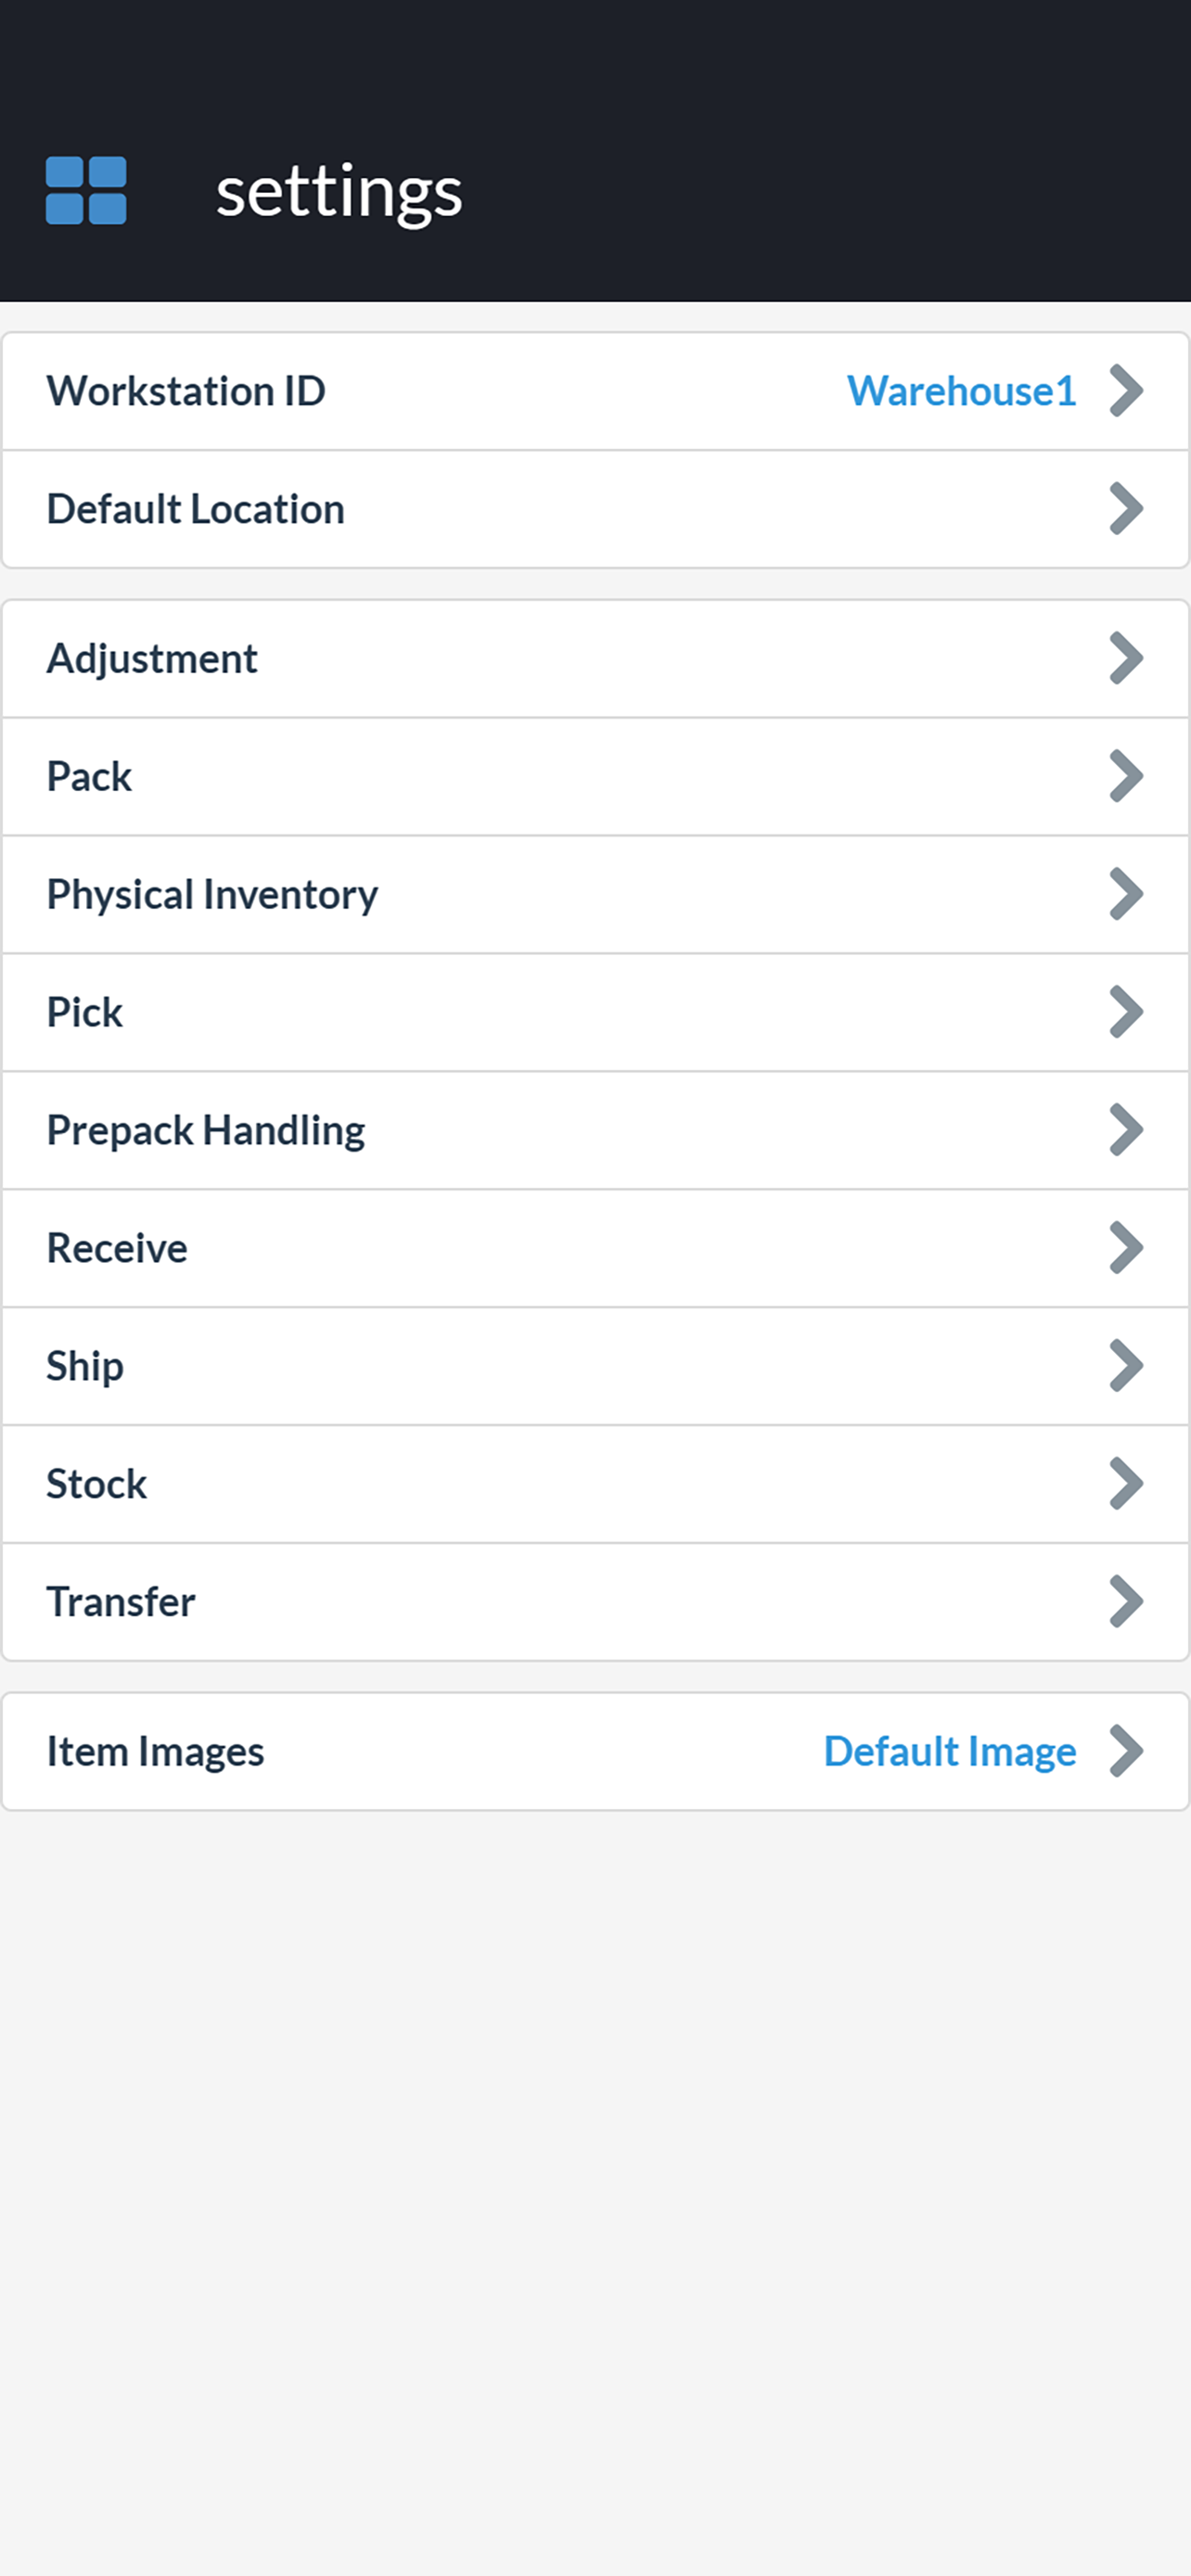 settings
Workstation ID Warehouse1
Default Location
Adjustment
Pack
Physical Inventory
Pick
Prepack Handling
Receive
Ship
Stock
Transfer
Item Images Default Image